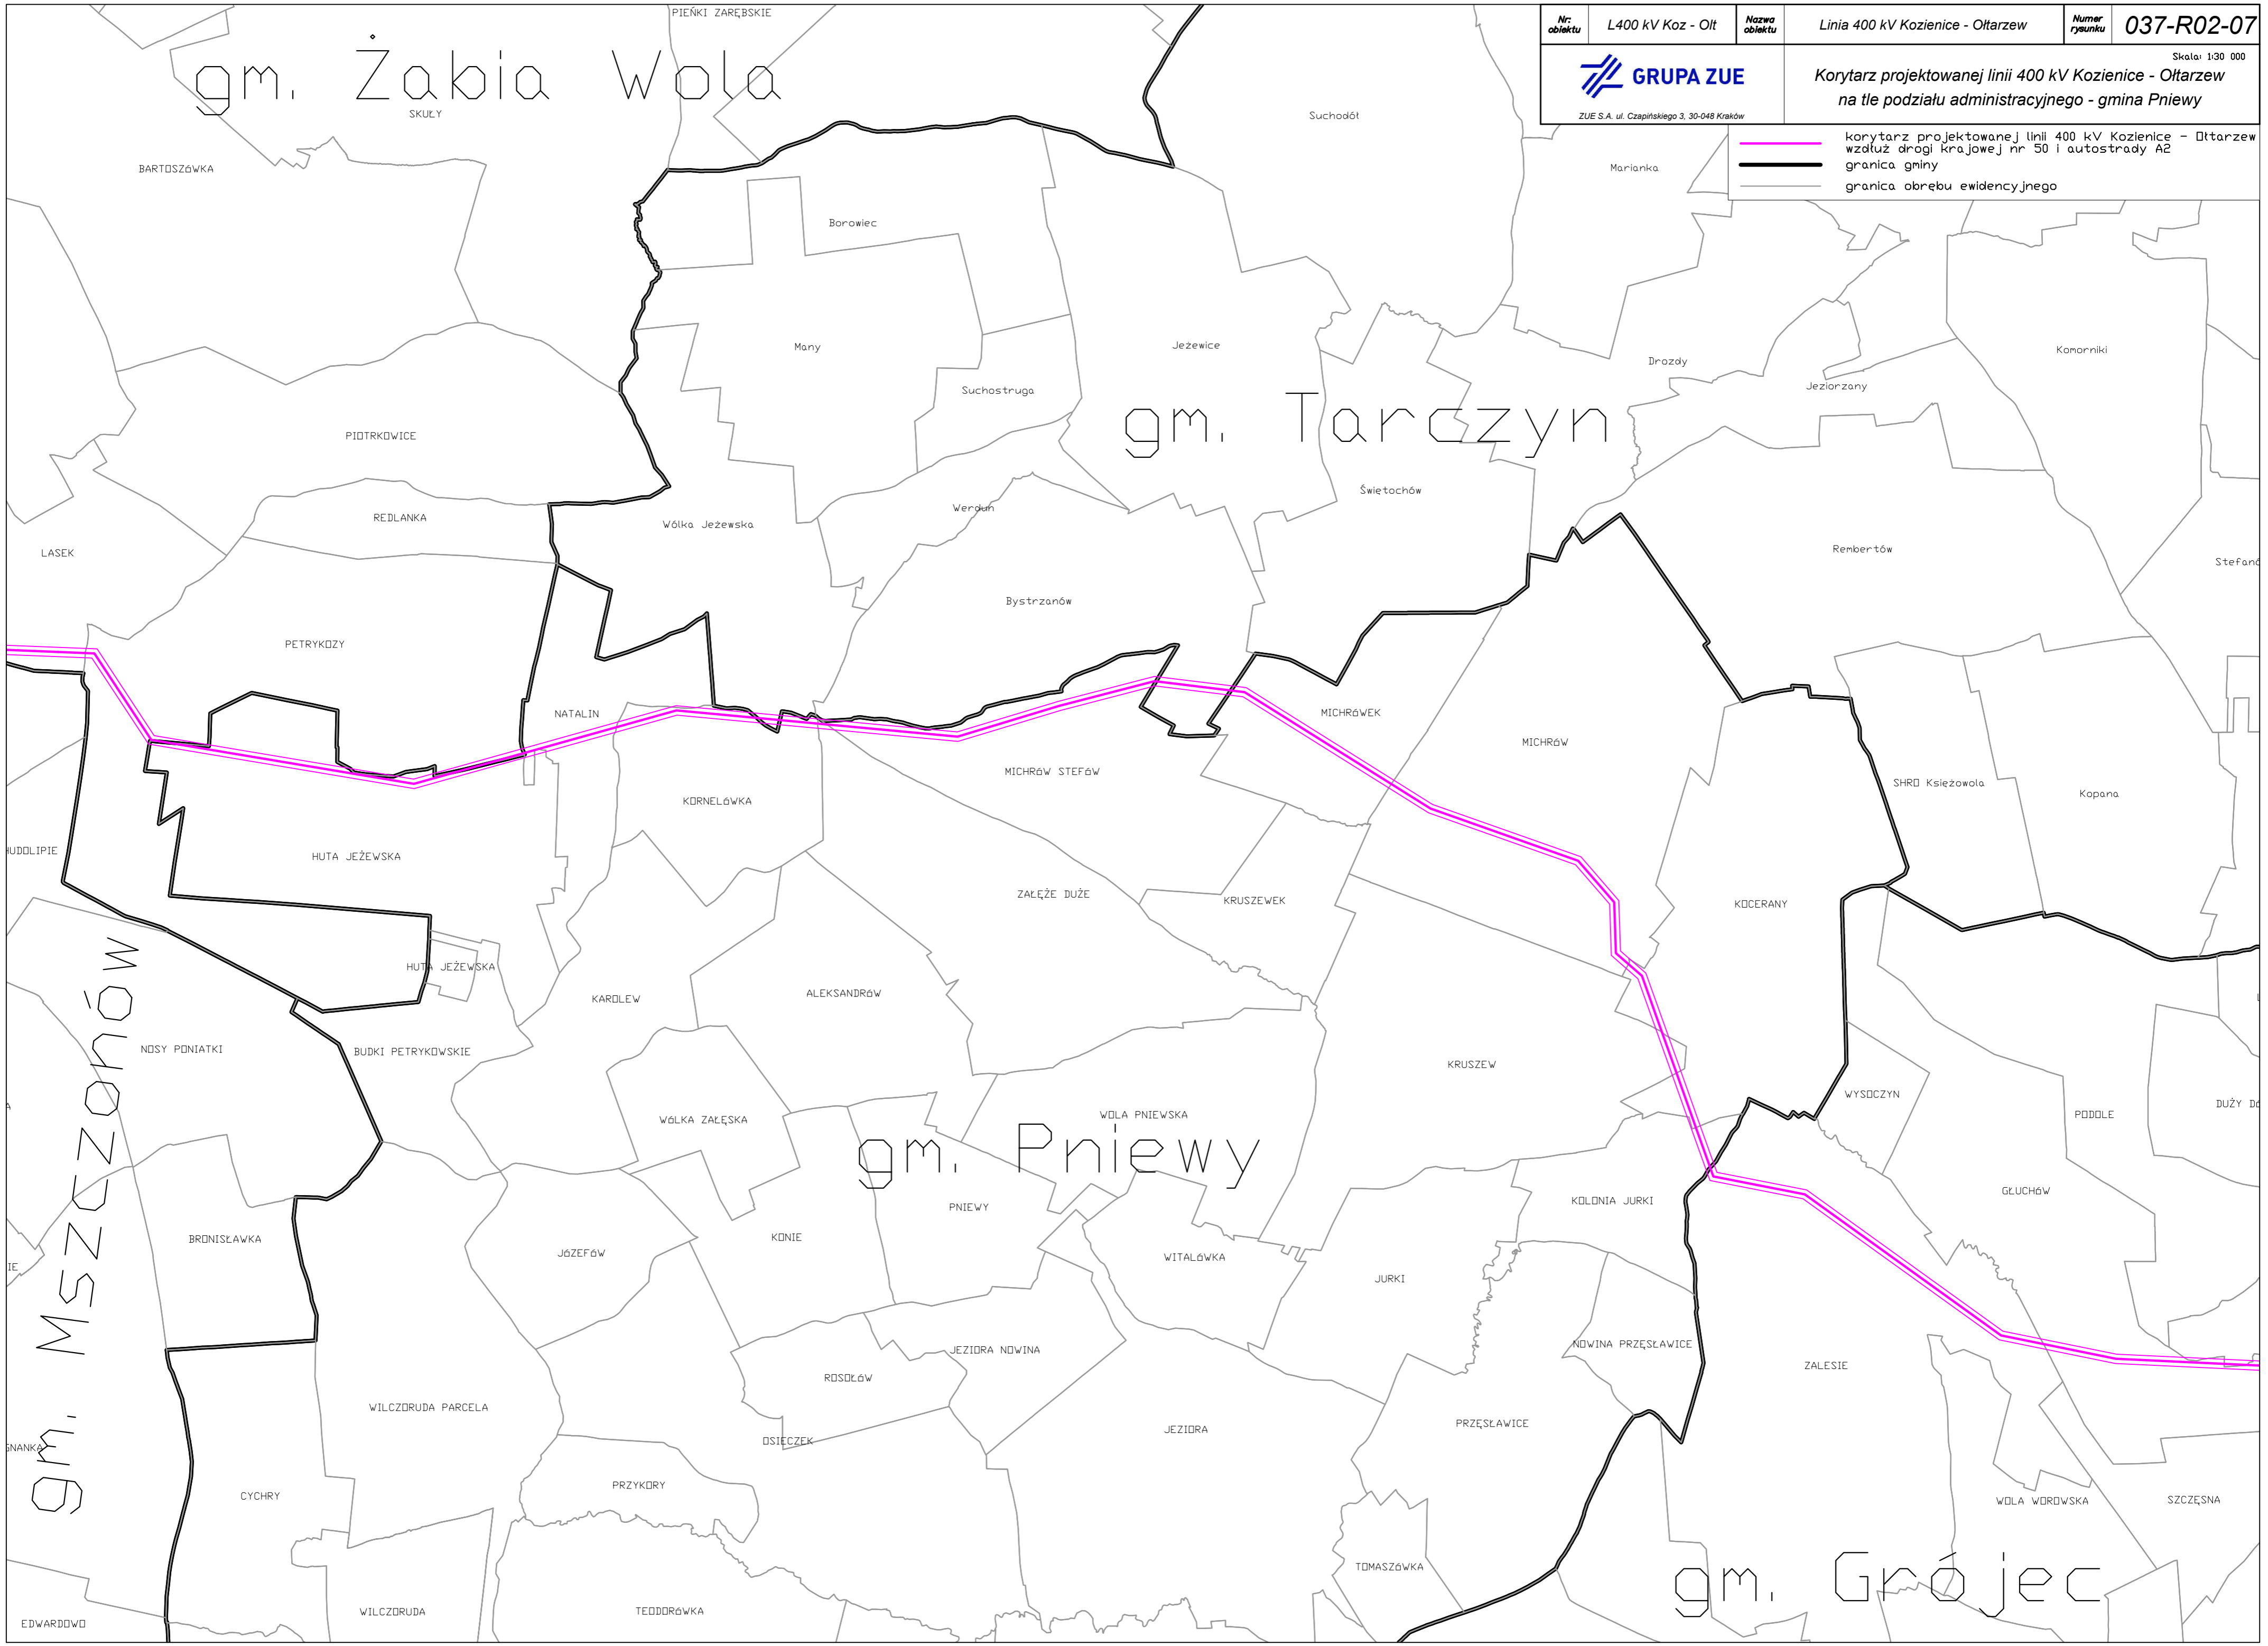 Nr: obiektu
L400 kV Koz - Olt
Nazwa obiektu
Linia 400 kV Kozienice - Ołtarzew
Numer rysunku
037-R02-07
Skala: 1:30 000
GRUPA ZUE
ZUE S.A. ul. Czapińskiego 3, 30-048 Kraków
Korytarz projektowanej linii 400 kV Kozienice - Ołtarzew
na tle podziału administracyjnego - gmina Pniewy
korytarz projektowanej linii 400 kV Kozienice - Ołtarzew
wzdłuż drogi krajowej nr 50 i autostrady A2
granica gminy
granica obrębu ewidencyjnego
PIEŃKI ZARĘBSKIE
gm. Żabia Wola
SKUŁY
Suchodół
BARTOSZÓWKA
Marianka
Borowiec
Many
Jeżewice
Komorniki
Drozdy
Jeziorzany
Suchostruga
gm. Tarczyn
PIOTRKOWICE
Świętochów
Werdun
REDLANKA
Wólka Jeżewska
LASEK
Rembertów
Stefano
Bystrzanów
PETRYKOZY
NATALIN
MICHRÓWEK
MICHRÓW
MICHRÓW STEFÓW
SHRO Księżowola
Kopana
KORNELÓWKA
HUDOLIPIE
HUTA JEŻEWSKA
ZAŁĘŻE DUŻE
KRUSZEWEK
KOCERANY
HUTA JEŻEWSKA
KAROLEW
ALEKSANDRÓW
gm. Mszczonów
NOSY PONIATKI
BUDKI PETRYKOWSKIE
KRUSZEW
WYSOCZYN
DUŻY DÓ
PODOLE
WÓLKA ZAŁĘSKA
WOLA PNIEWSKA
gm. Pniewy
GŁUCHÓW
KOLONIA JURKI
PNIEWY
BRONISŁAWKA
KONIE
JÓZEFÓW
WITALÓWKA
IE
JURKI
NOWINA PRZĘSŁAWICE
JEZIORA NOWINA
ZALESIE
ROSOŁÓW
WILCZORUDA PARCELA
PRZĘSŁAWICE
JEZIORA
OSIECZEK
GNANKA
PRZYKORY
CYCHRY
WOLA WOROWSKA
SZCZĘSNA
TOMASZÓWKA
gm. Grójec
WILCZORUDA
TEODORÓWKA
EDWARDOWO